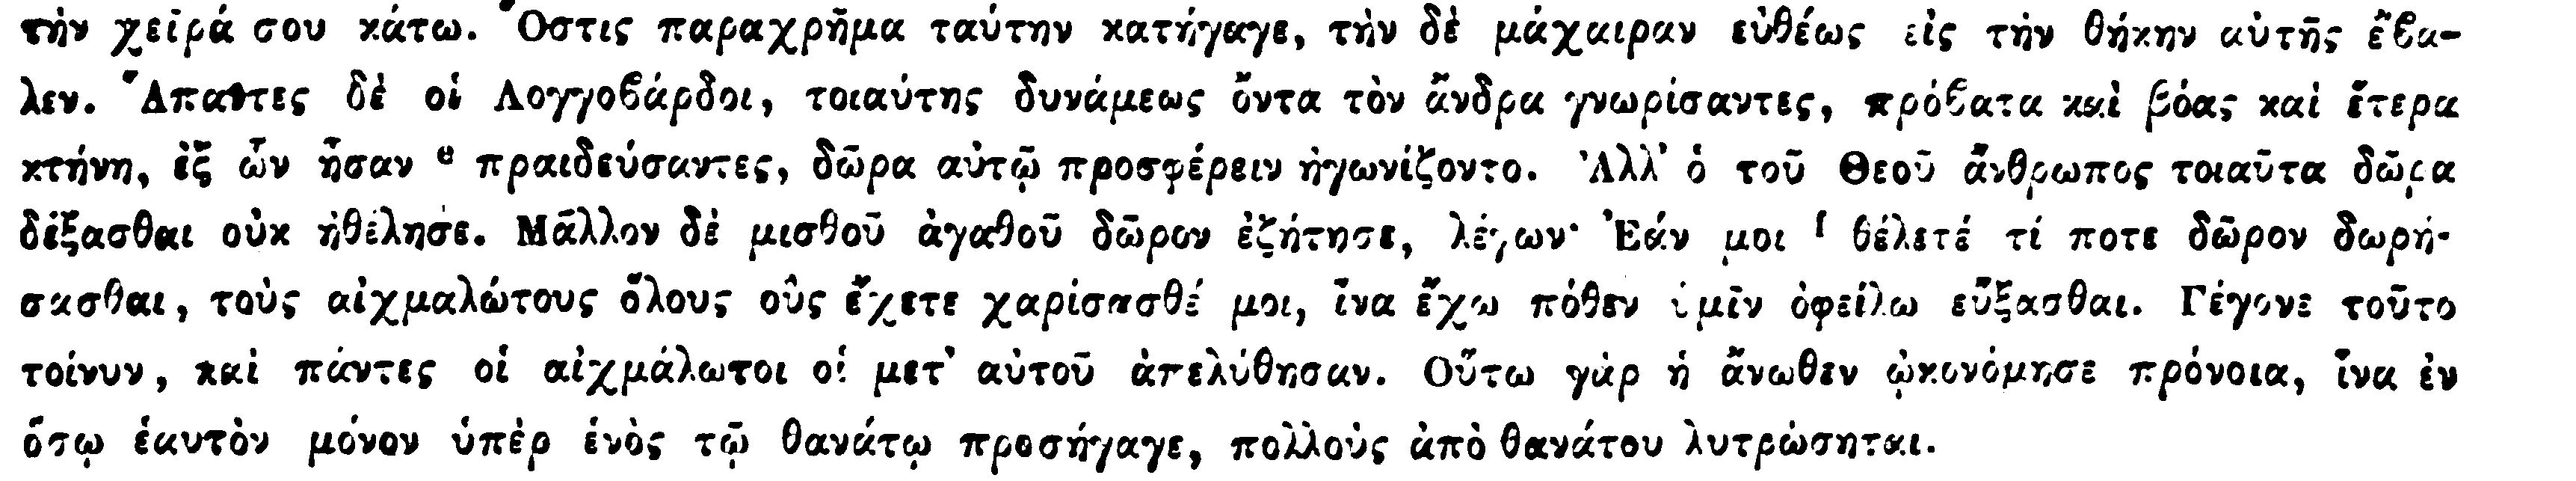 τὴν χεῖρά σου κάτω. Ὅστις παραχρῆμα ταύτην κατήγαγε, τὴν δὲ μάχαιραν εὐθέως εἰς τὴν θήκην αὐτῆς ἔϐα-
λεν. Ἅπαντες δὲ οἱ Λογγοϐάρδοι, τοιαύτης δυνάμεως ὄντα τὸν ἄνδρα γνωρίσαντες, πρόϐατα καὶ βόας καὶ ἕτερα
κτήνη, ἐξ ὧν ἦσαν e πραιδεύσαντες, δῶρα αὐτῷ προσφέρειν ἠγωνίζοντο. Ἀλλ' ὁ τοῦ Θεοῦ ἄνθρωπος τοιαῦτα δῶρα
δέξασθαι οὐκ ἠθέλησε. Μᾶλλον δὲ μισθοῦ ἀγαθοῦ δῶρον ἐζήτησε, λέγων· Ἐάν μοι f θέλετέ τί ποτε δῶρον δωρή-
σασθαι, τοὺς αἰχμαλώτους ὅλους οὓς ἔχετε χαρίσασθέ μοι, ἵνα ἔχω πόθεν ὑμῖν ὀφείλω εὔξασθαι. Γέγονε τοῦτο
τοίνυν, καὶ πάντες οἱ αἰχμάλωτοι οἱ μετ' αὐτοῦ ἀπελύθησαν. Οὕτω γὰρ ἡ ἄνωθεν ᾠκονόμησε πρόνοια, ἵνα ἐν
ὅσῳ ἑαυτὸν μόνον ὑπὲρ ἑνὸς τῷ θανάτῳ προσήγαγε, πολλοὺς ἀπὸ θανάτου λυτρώσηται.